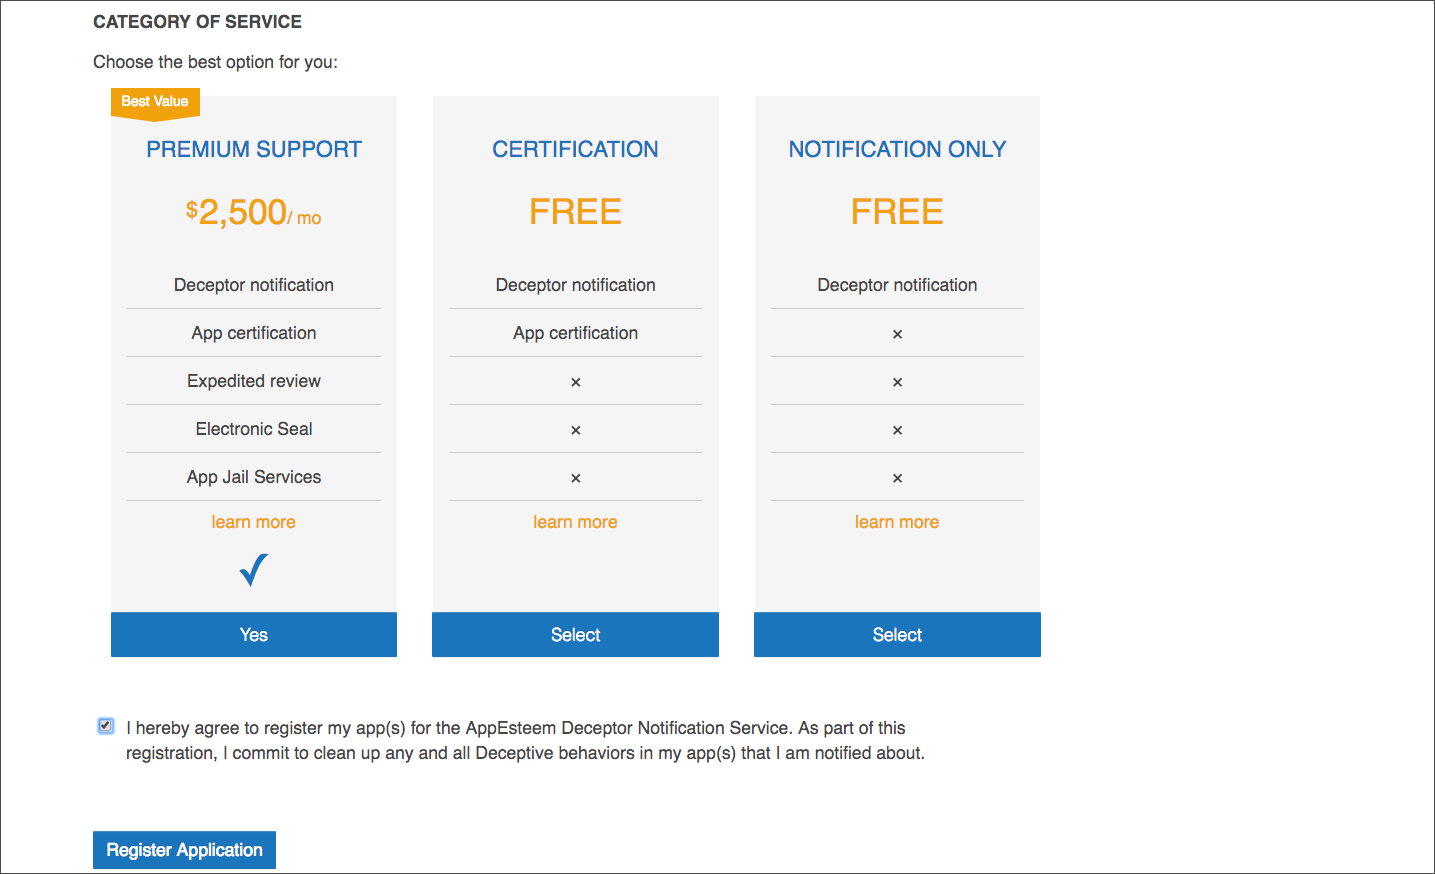 CATEGORY OF SERVICE
Choose the best option for you:
Best Value
PREMIUM SUPPORT
$2,500/ mo
Deceptor notification
App certification
Expedited review
Electronic Seal
App Jail Services
learn more
Yes
CERTIFICATION
FREE
Deceptor notification
App certification
×
×
×
learn more
Select
NOTIFICATION ONLY
FREE
Deceptor notification
×
×
×
×
learn more
Select
I hereby agree to register my app(s) for the AppEsteem Deceptor Notification Service. As part of this
registration, I commit to clean up any and all Deceptive behaviors in my app(s) that I am notified about.
Register Application